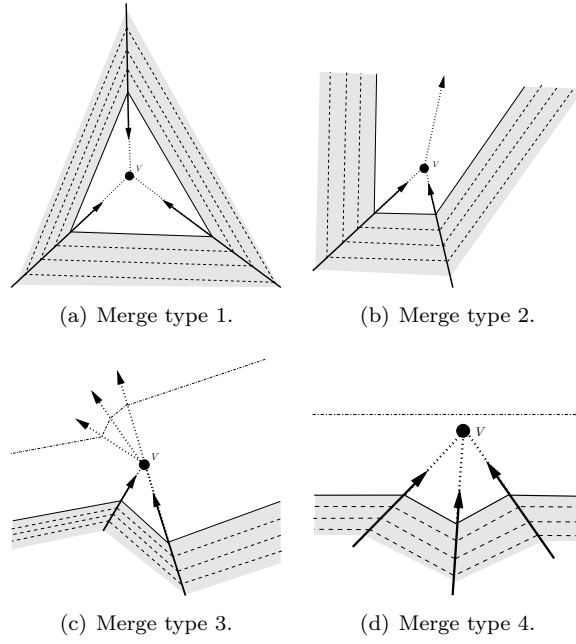 V
V
(a) Merge type 1.
(b) Merge type 2.
V
V
(c) Merge type 3.
(d) Merge type 4.